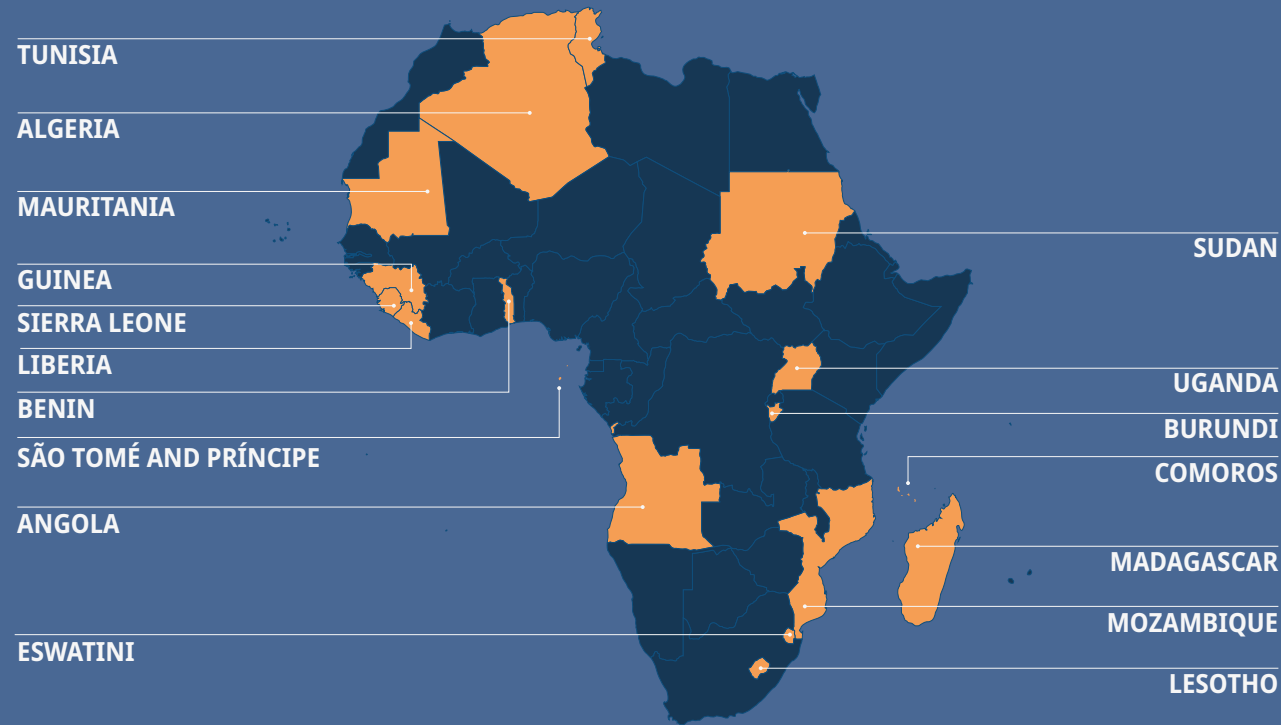 TUNISIA
ALGERIA
MAURITANIA
GUINEA
SIERRA LEONE
LIBERIA
BENIN
SÃO TOMÉ AND PRÍNCIPE
ANGOLA
ESWATINI
SUDAN
UGANDA
BURUNDI
COMOROS
MADAGASCAR
MOZAMBIQUE
LESOTHO